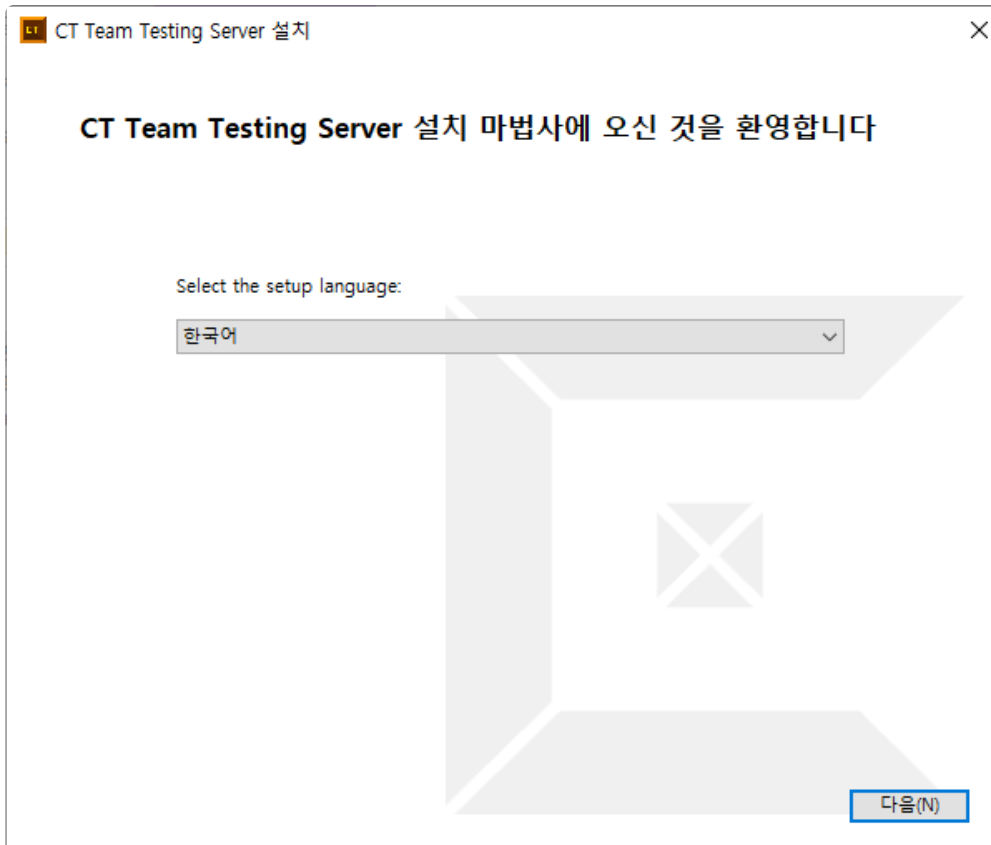 CT Team Testing Server 설치
CT Team Testing Server 설치 마법사에 오신 것을 환영합니다
Select the setup language:
한국어
다음(N)